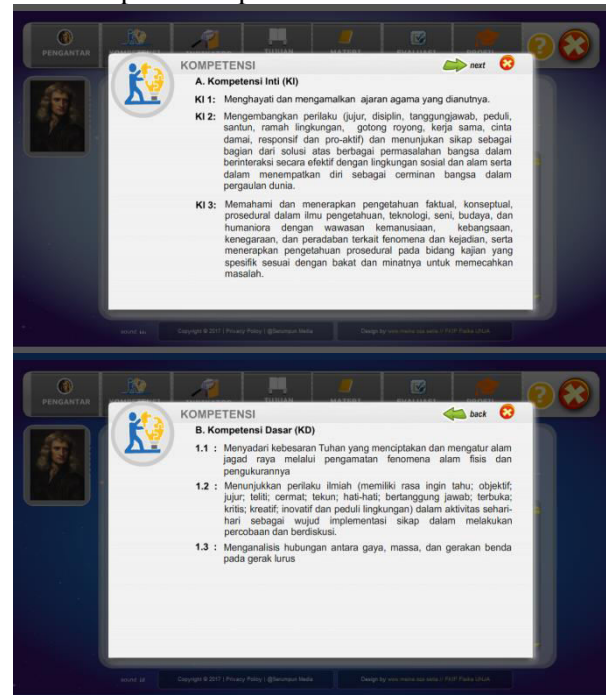 PENGANTAR
KOMPETENSI
next
A. Kompetensi Inti (KI)
KI 1: Menghayati dan mengamalkan ajaran agama yang dianutnya.
KI 2: Mengembangkan perilaku (jujur, disiplin, tanggungjawab, peduli,
santun, ramah lingkungan, gotong royong, kerja sama, cinta
damai, responsif dan pro-aktif) dan menunjukan sikap sebagai
bagian dari solusi atas berbagai permasalahan bangsa dalam
berinteraksi secara efektif dengan lingkungan sosial dan alam serta
dalam menempatkan diri sebagai cerminan bangsa dalam
pergaulan dunia.
KI 3: Memahami dan menerapkan pengetahuan faktual, konseptual,
prosedural dalam ilmu pengetahuan, teknologi, seni, budaya, dan
humaniora dengan wawasan kemanusiaan, kebangsaan,
kenegaraan, dan peradaban terkait fenomena dan kejadian, serta
menerapkan pengetahuan prosedural pada bidang kajian yang
spesifik sesuai dengan bakat dan minatnya untuk memecahkan
masalah.
Copyright © 2017 | Privacy Policy |
PENGANTAR
KOMPETENSI
back
B. Kompetensi Dasar (KD)
1.1 : Menyadari kebesaran Tuhan yang menciptakan dan mengatur alam
jagad raya melalui pengamatan fenomena alam fisis dan
pengukurannya
1.2 : Menunjukkan perilaku ilmiah (memiliki rasa ingin tahu; objektif;
jujur; teliti; cermat; tekun; hati-hati; bertanggung jawab; terbuka;
kritis; kreatif; inovatif dan peduli lingkungan) dalam aktivitas sehari-
hari sebagai wujud implementasi sikap dalam melakukan
percobaan dan berdiskusi.
1.3 : Menganalisis hubungan antara gaya, massa, dan gerakan benda
pada gerak lurus
Copyright © 2017 | Privacy Policy |